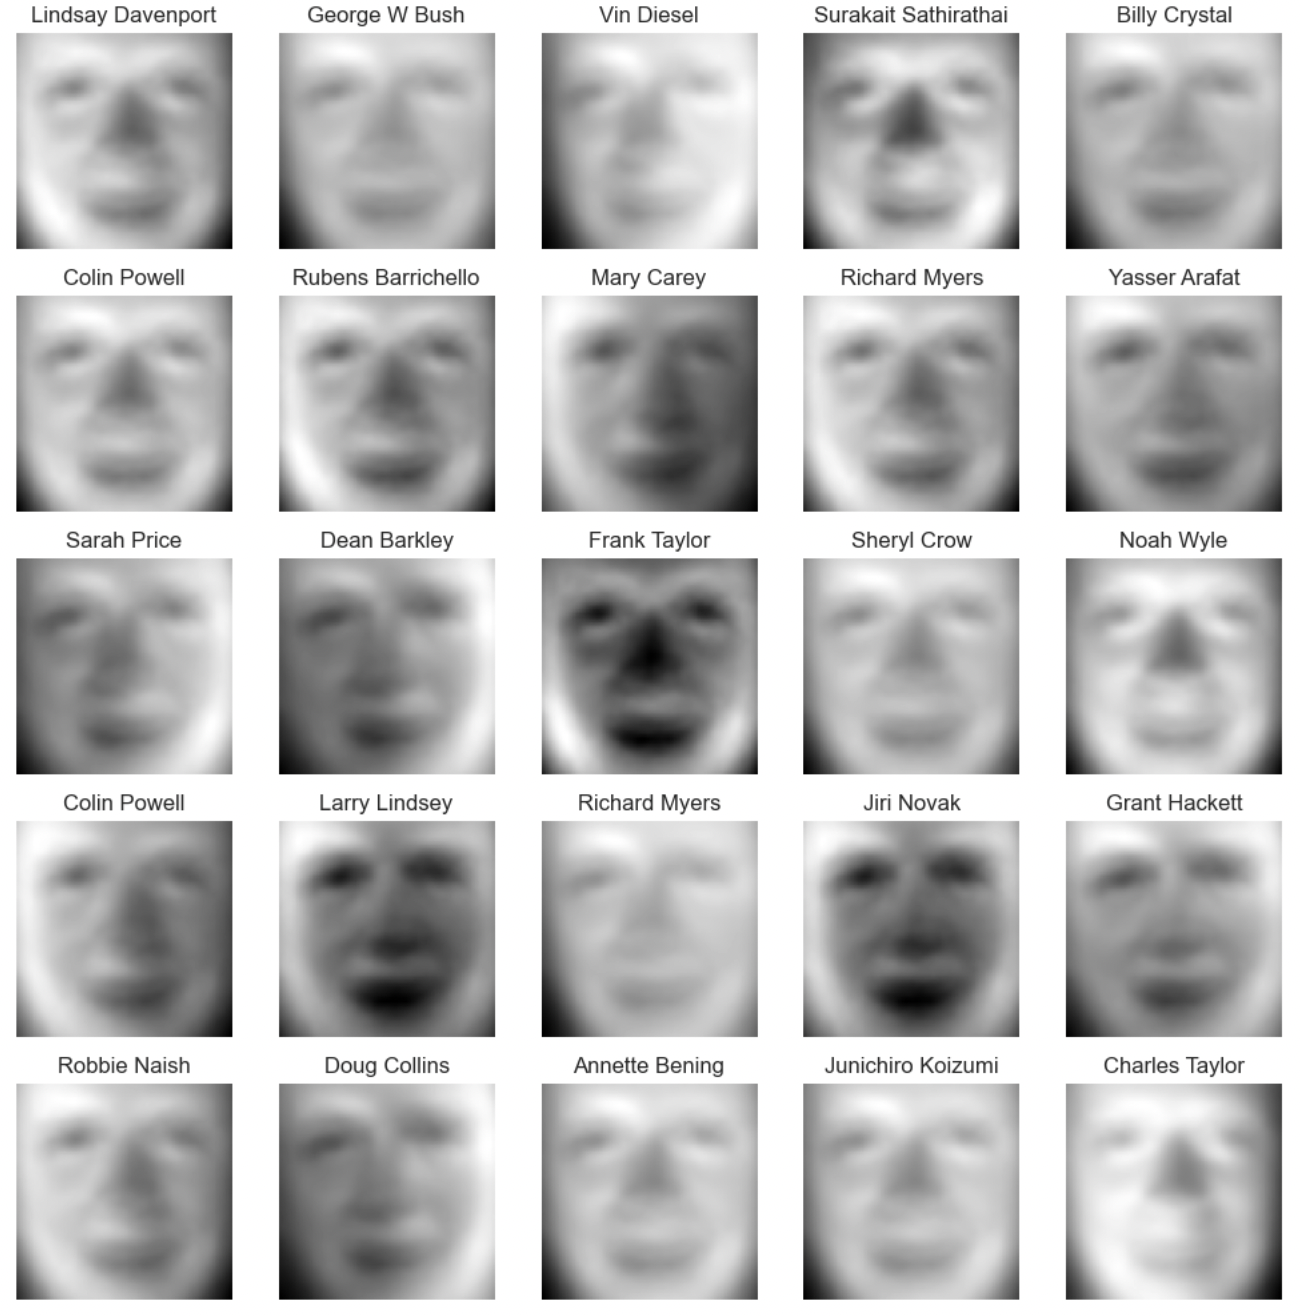 Lindsay Davenport
George W Bush
Vin Diesel
Surakait Sathirathai
Billy Crystal
Colin Powell
Rubens Barrichello
Mary Carey
Richard Myers
Yasser Arafat
Sarah Price
Dean Barkley
Frank Taylor
Sheryl Crow
Noah Wyle
Colin Powell
Larry Lindsey
Richard Myers
Jiri Novak
Grant Hackett
Robbie Naish
Doug Collins
Annette Bening
Junichiro Koizumi
Charles Taylor